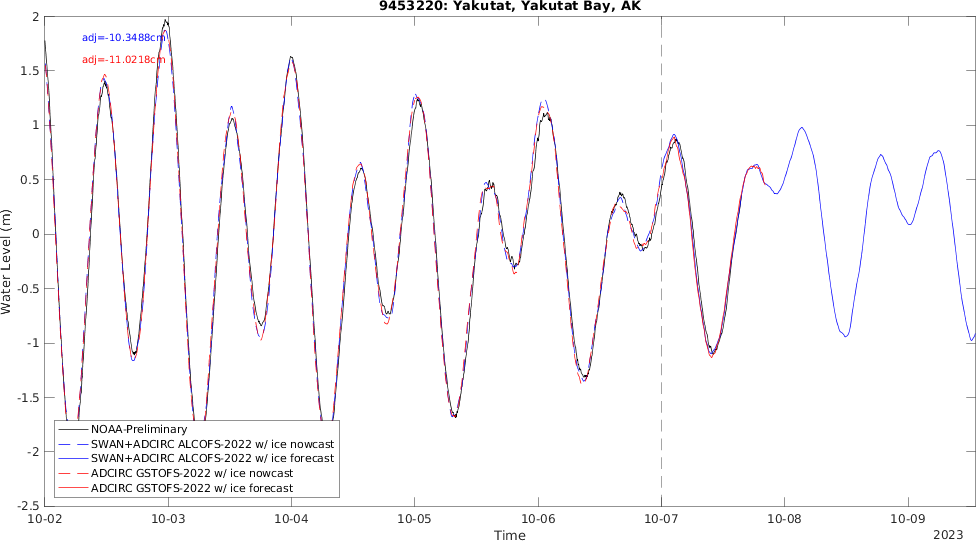 9453220: Yakutat, Yakutat Bay, AK
adj=-10.3488cm
adj=-11.0218cm
Water Level (m)
2
1.5
1
0.5
0
-0.5
-1
-1.5
-2
-2.5
NOAA-Preliminary
SWAN+ADCIRC ALCOFS-2022 w/ ice nowcast
SWAN+ADCIRC ALCOFS-2022 w/ ice forecast
ADCIRC GSTOFS-2022 w/ ice nowcast
ADCIRC GSTOFS-2022 w/ ice forecast
10-02 10-03 10-04 10-05 10-06 10-07 10-08 10-09
Time
2023